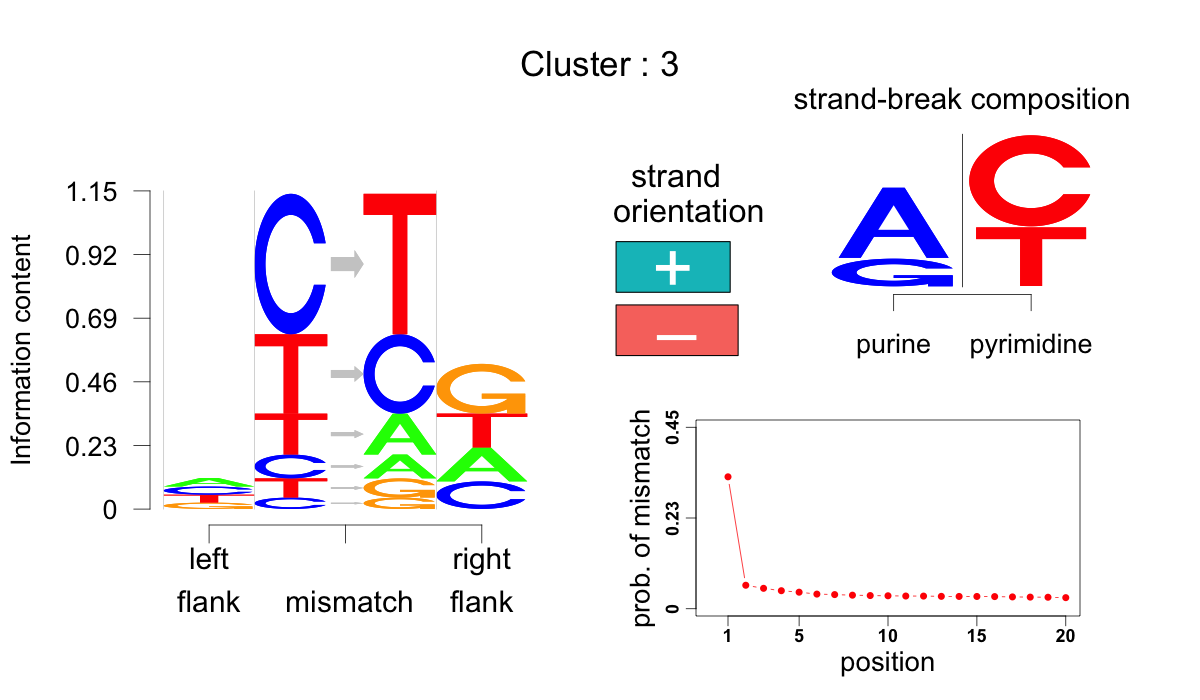 Cluster : 3
strand-break composition
A
G
C
T
purine
pyrimidine
strand
orientation
+
−
Information content
1.15
0.92
0.69
0.46
0.23
0
A
C
T
G
C
T
T
C
T
C
T
C
A
A
G
G
G
T
A
C
left
flank
mismatch
right
flank
prob. of mismatch
0.45
0.23
0
1
5
10
15
20
position